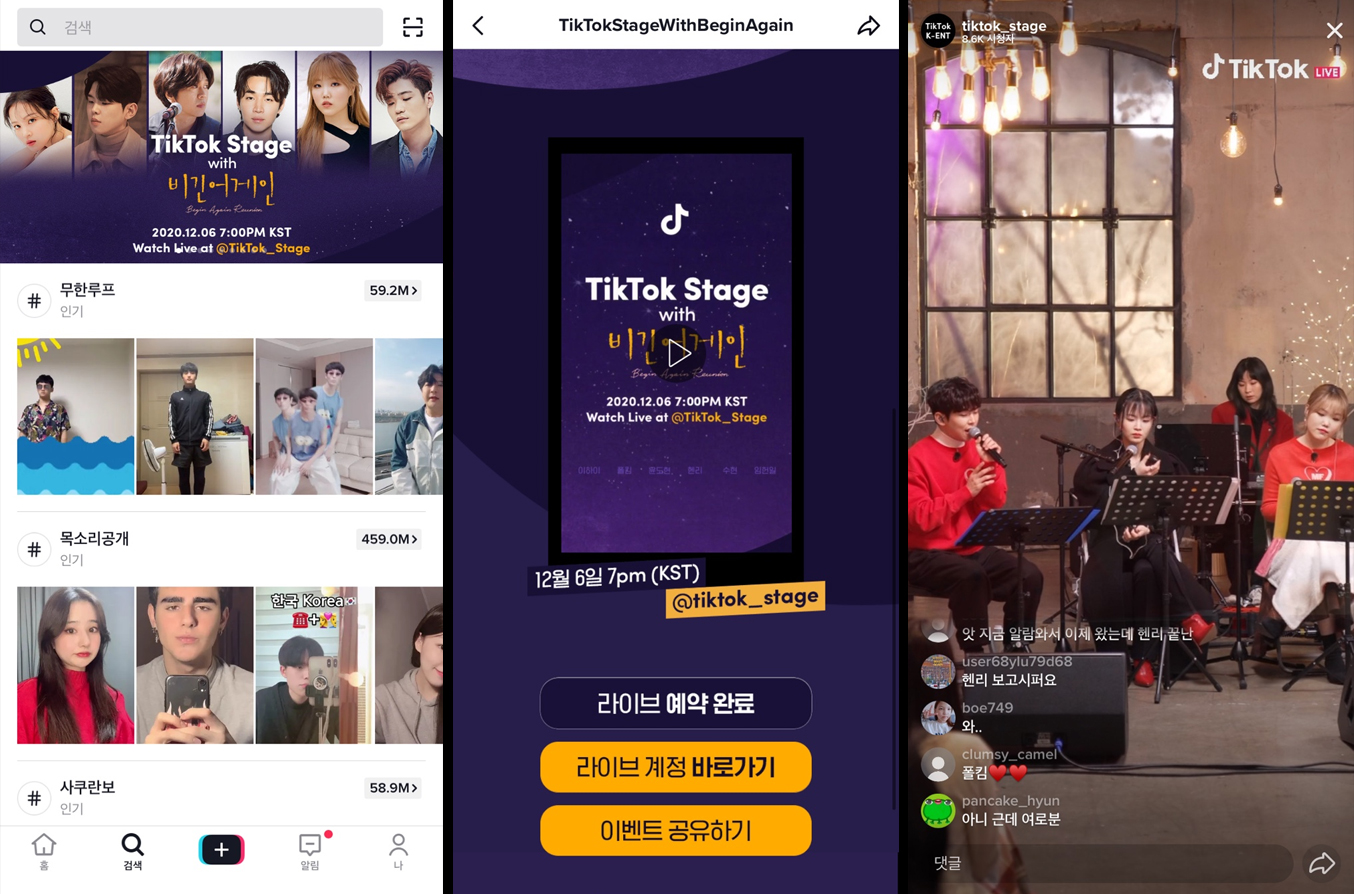 검색
TikTok Stage
with
비긴어게인
Begin Again Reunion
2020.12.06 7:00PM KST
Watch Live at @TikTok_Stage
#
무한루프
59.2M>
인기
#
목소리공개
459.0M>
인기
한국 Korea🇰🇷
#
사쿠란보
58.9M>
인기
홈
검색
알림
나
TikTokStageWithBeginAgain
TikTok Stage
with
비긴어게인
Begin Again Reunion
2020.12.06 7:00PM KST
Watch Live at @TikTok_Stage
이하이 폴킴 윤도현 헨리 수현 임한일
12월 6일 7pm (KST)
@tiktok_stage
라이브 예약 완료
라이브 계정 바로가기
이벤트 공유하기
TikTok
K-ENT
tiktok_stage
8.6K 시청자
TikTok LIVE
앗 지금 알람와서 이제 왔는데 헨리 끝난
user68ylu79d68
헨리 보고시퍼요
boe749
와..
clumsy_camel
폴킴❤️❤️
pancake_hyun
아니 근데 여로분
댓글